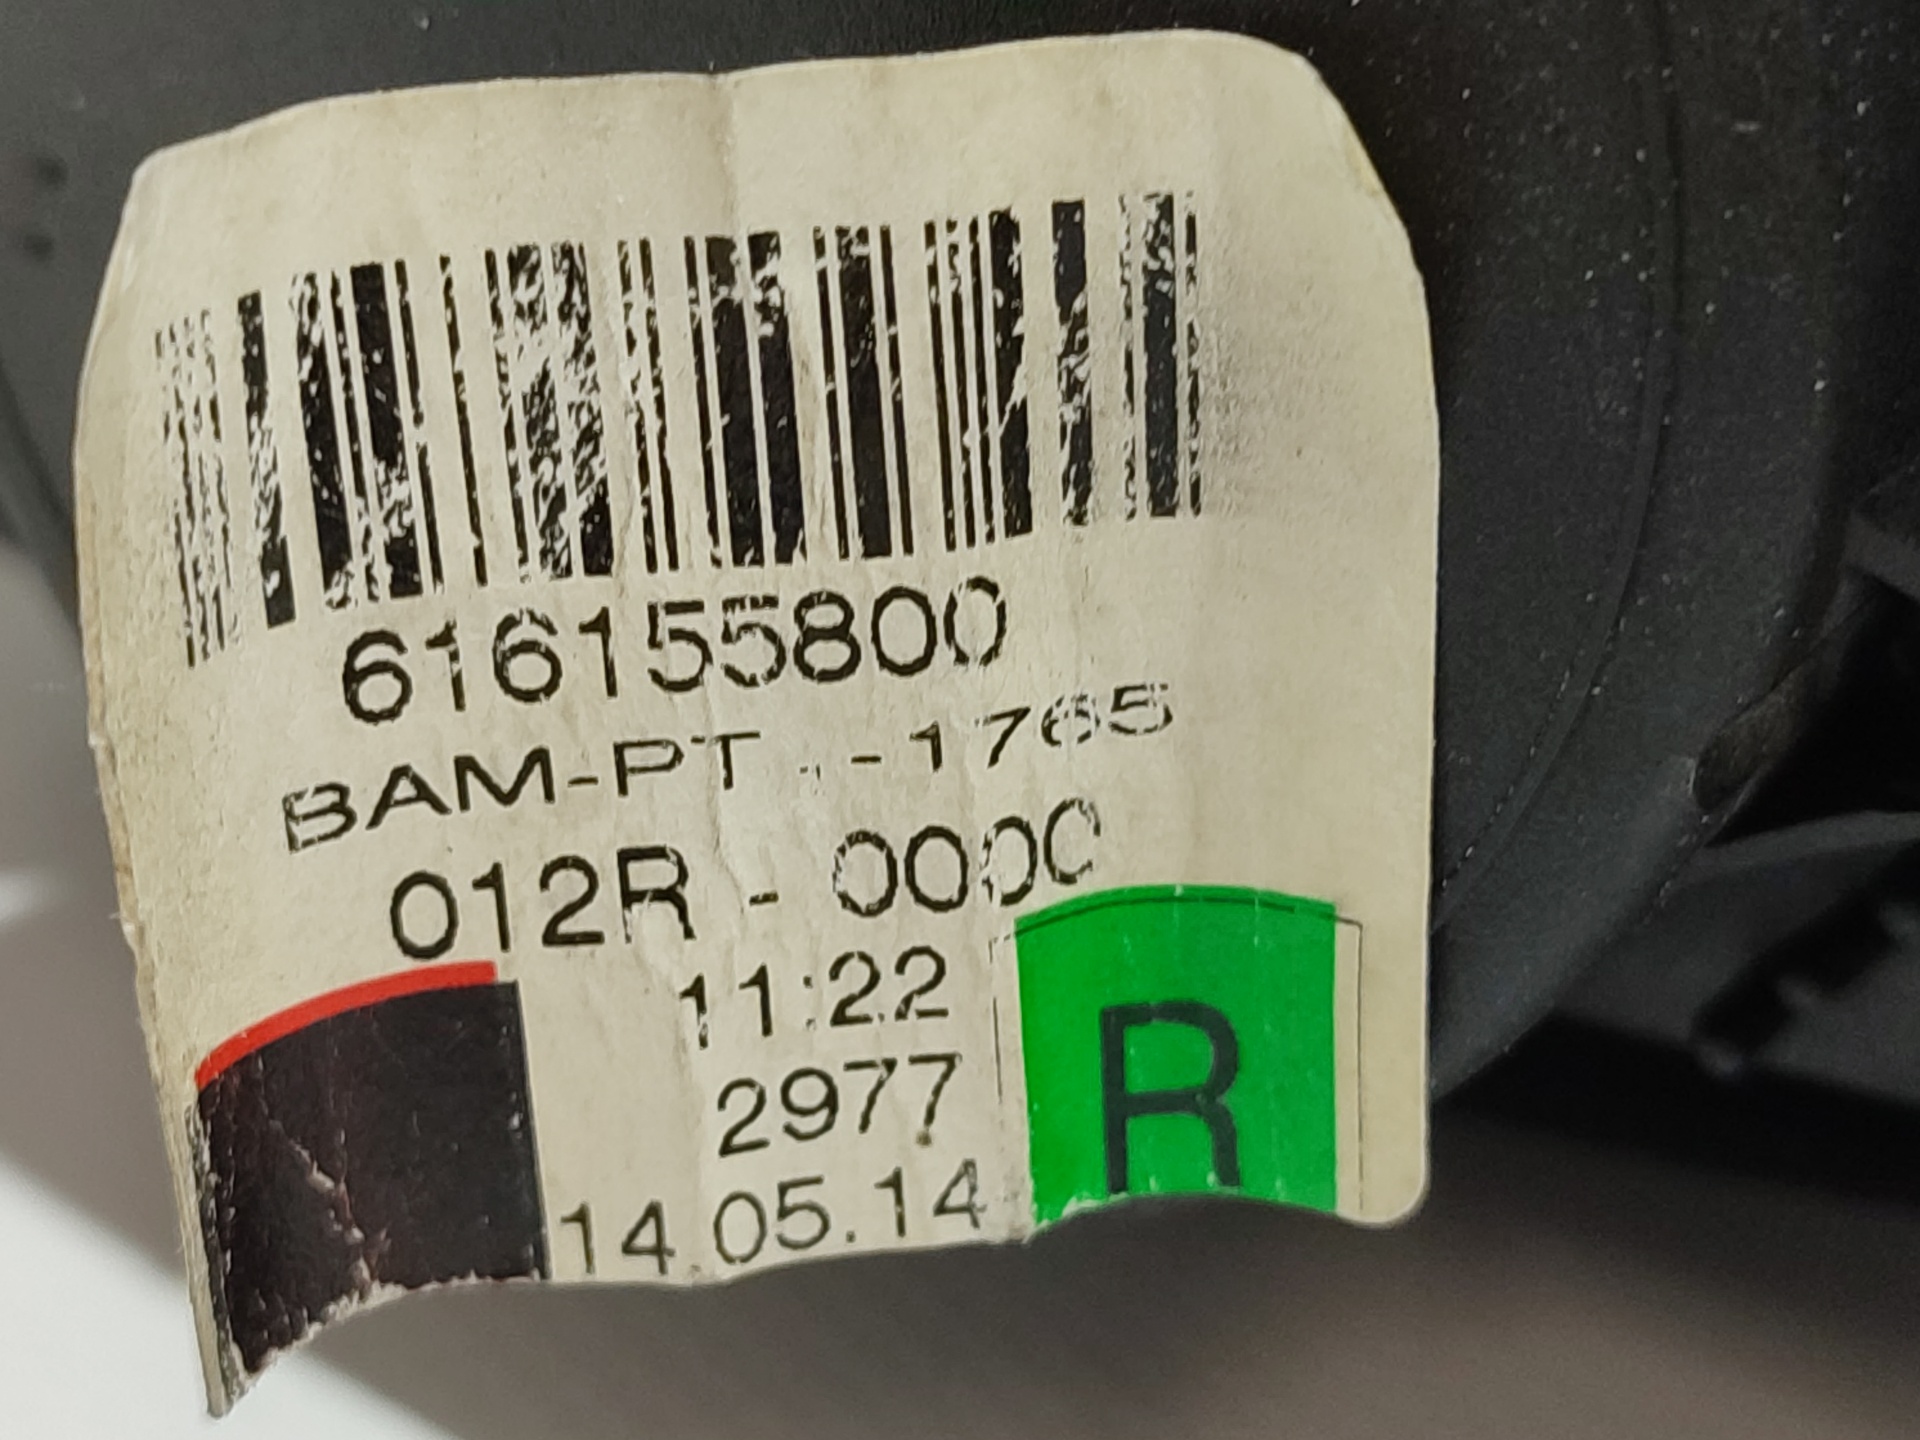 616155800
BAM-PT - -1765
012R - 0000
11:22
2977
14.05.14
R